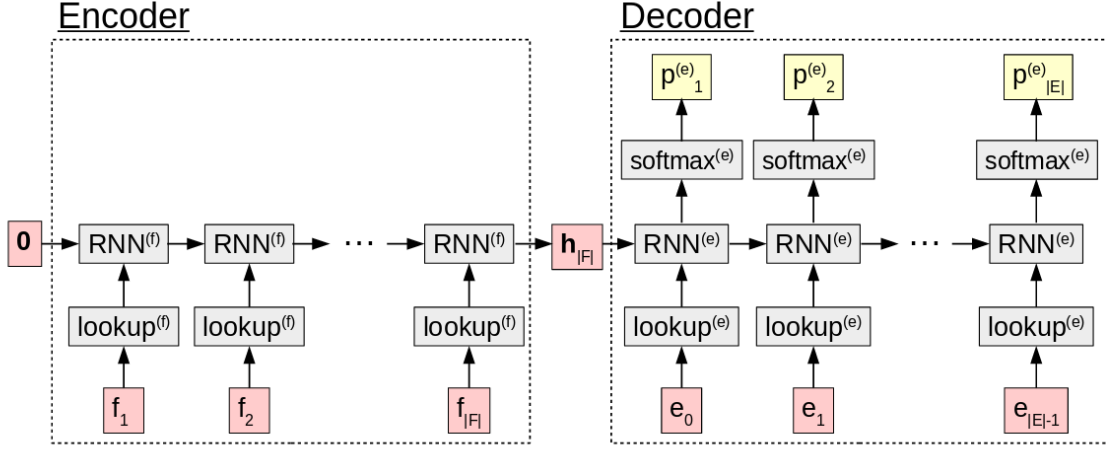 Encoder Decoder
p(e)1 p(e)2 p(e)|E|
softmax(e) softmax(e) softmax(e)
0 RNN(f) RNN(f) ... RNN(f) h|F| RNN(e) RNN(e) ... RNN(e)
lookup(f) lookup(f) lookup(f) lookup(e) lookup(e) lookup(e)
f1 f2 f|F| e0 e1 e|E|-1